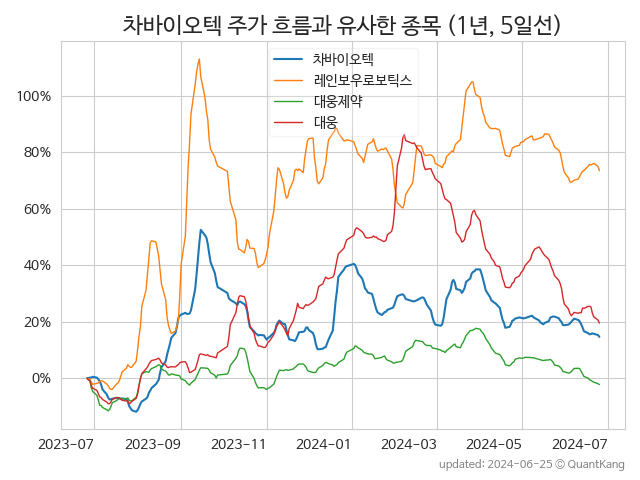 차바이오텍 주가 흐름과 유사한 종목 (1년, 5일선)
차바이오텍
레인보우로보틱스
대웅제약
대웅
100%
80%
60%
40%
20%
0%
2023-07 2023-09 2023-11 2024-01 2024-03 2024-05 2024-07
updated: 2024-06-25 ⓒ QuantKang